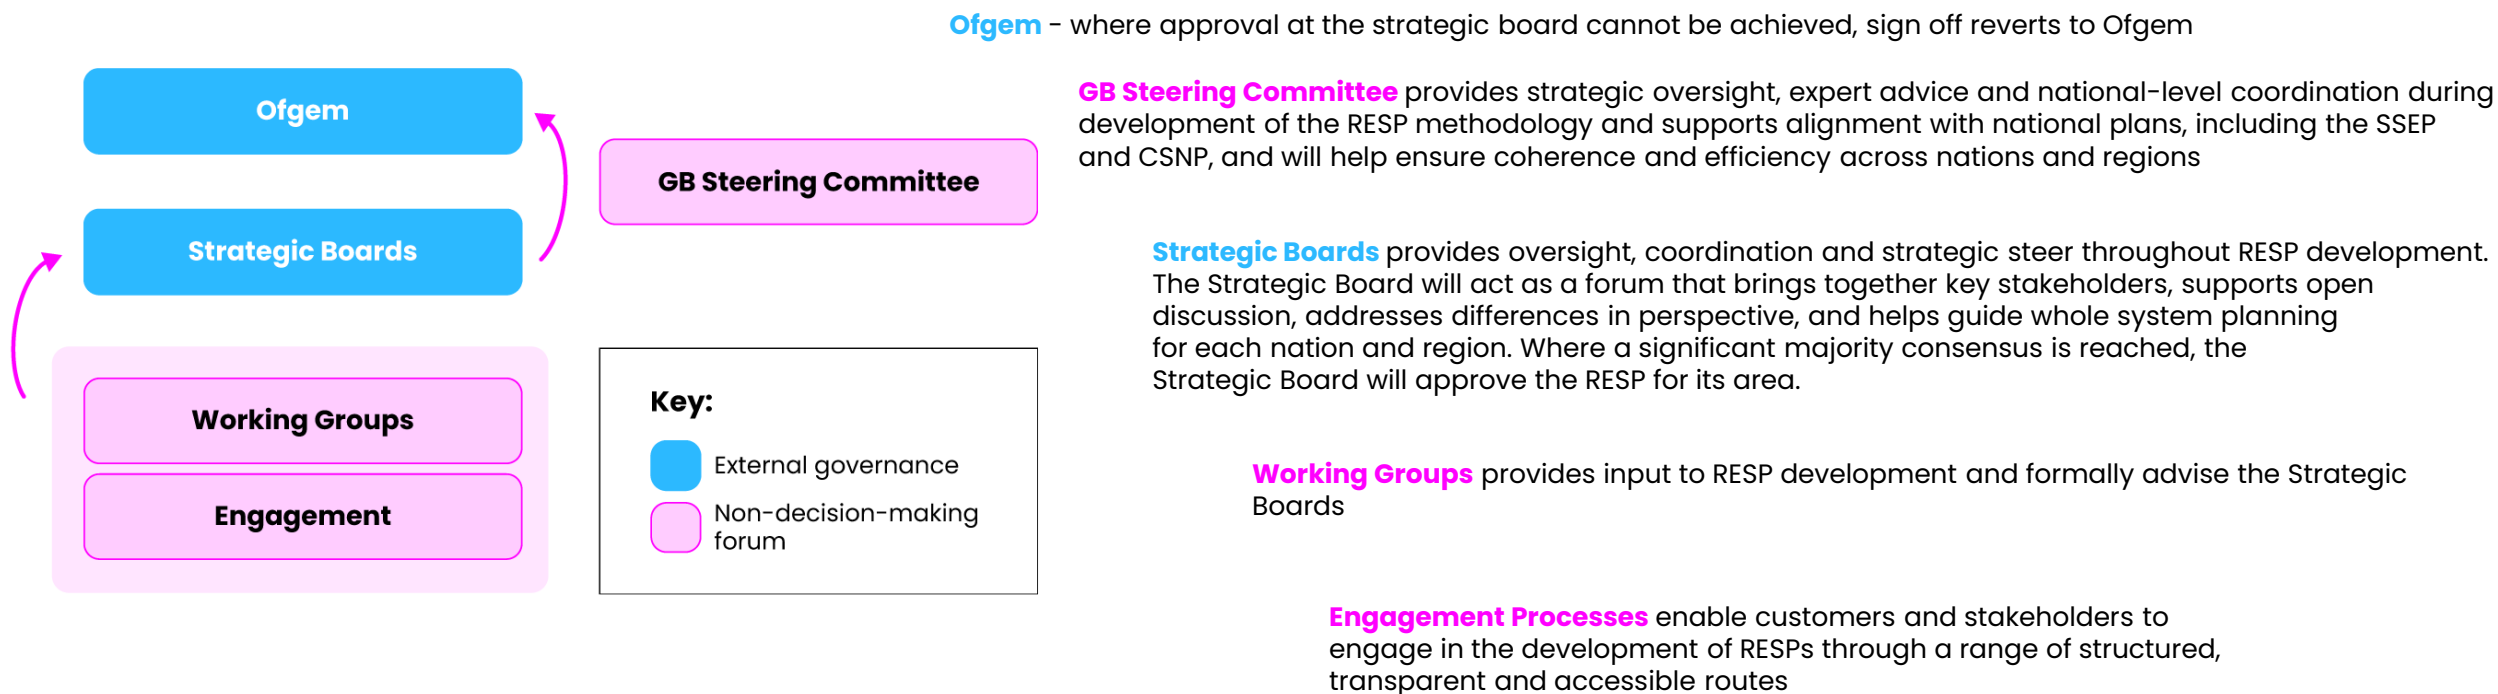 Ofgem - where approval at the strategic board cannot be achieved, sign off reverts to Ofgem
Ofgem
GB Steering Committee
Strategic Boards
Working Groups
Engagement
Key:
External governance
Non-decision-making
forum
GB Steering Committee provides strategic oversight, expert advice and national-level coordination during
development of the RESP methodology and supports alignment with national plans, including the SSEP
and CSNP, and will help ensure coherence and efficiency across nations and regions
Strategic Boards provides oversight, coordination and strategic steer throughout RESP development.
The Strategic Board will act as a forum that brings together key stakeholders, supports open
discussion, addresses differences in perspective, and helps guide whole system planning
for each nation and region. Where a significant majority consensus is reached, the
Strategic Board will approve the RESP for its area.
Working Groups provides input to RESP development and formally advise the Strategic
Boards
Engagement Processes enable customers and stakeholders to
engage in the development of RESPs through a range of structured,
transparent and accessible routes